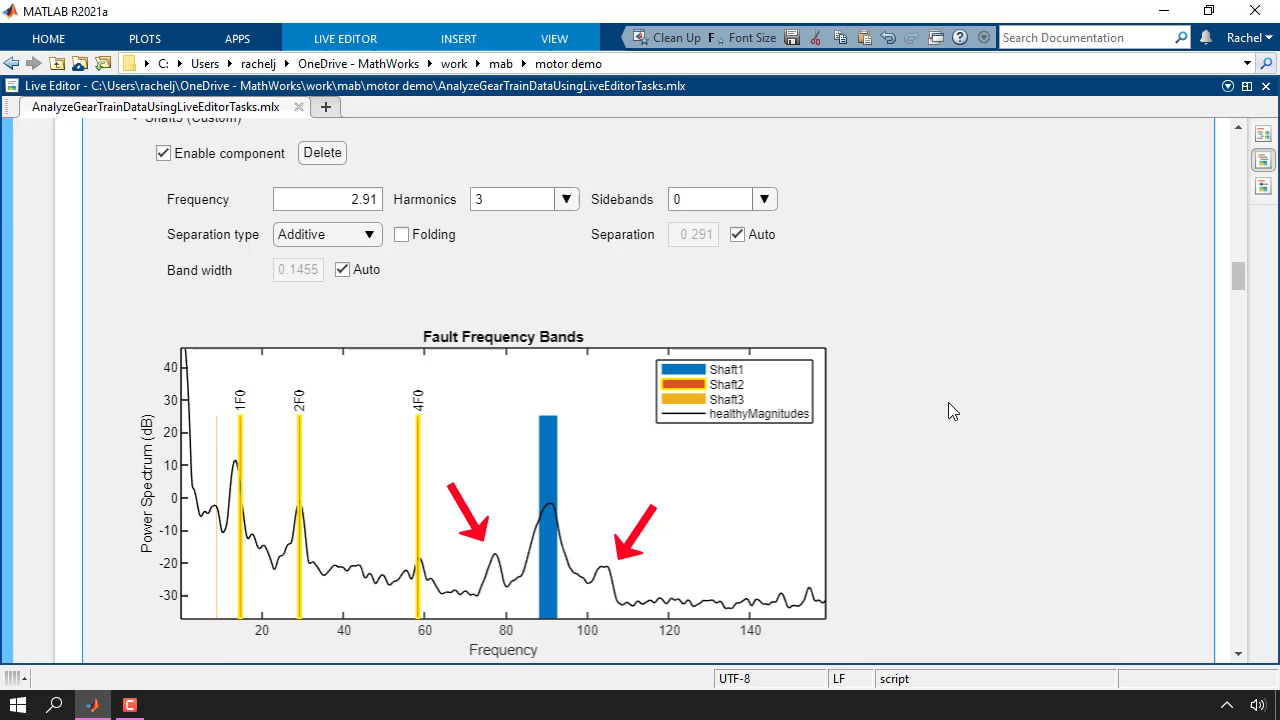 MATLAB R2021a
HOME PLOTS APPS LIVE EDITOR INSERT VIEW Clean Up Font Size Search Documentation Rachel
C: Users rachelj OneDrive - MathWorks work mab motor demo
Live Editor - C:\Users\rachelj\OneDrive - MathWorks\work\mab\motor demo\AnalyzeGearTrainDataUsingLiveEditorTasks.mlx
AnalyzeGearTrainDataUsingLiveEditorTasks.mlx
Shaft3 (Custom)
Enable component Delete
Frequency 2.91 Harmonics 3 Sidebands 0
Separation type Additive Folding Separation 0.291 Auto
Band width 0.1455 Auto
Fault Frequency Bands
Shaft1
Shaft2
Shaft3
healthyMagnitudes
1F0 2F0 4F0
Power Spectrum (dB)
40
30
20
10
0
-10
-20
-30
20 40 60 80 100 120 140
Frequency
UTF-8 LF script